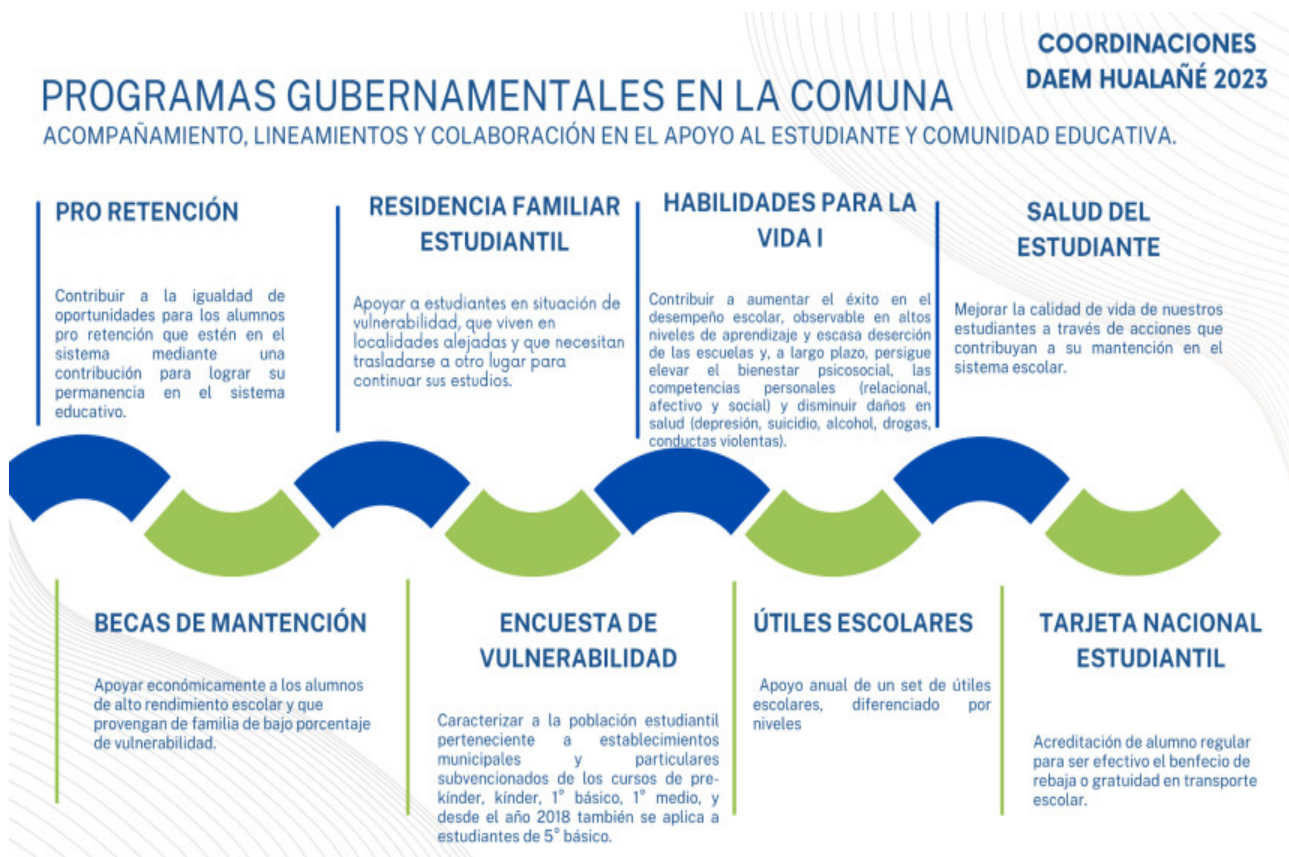 COORDINACIONES
DAEM HUALAÑÉ 2023
PROGRAMAS GUBERNAMENTALES EN LA COMUNA
ACOMPAÑAMIENTO, LINEAMIENTOS Y COLABORACIÓN EN EL APOYO AL ESTUDIANTE Y COMUNIDAD EDUCATIVA.
PRO RETENCIÓN
Contribuir a la igualdad de
oportunidades para los alumnos
pro retención que estén en el
sistema mediante una
contribución para lograr su
permanencia en el sistema
educativo.
RESIDENCIA FAMILIAR
ESTUDIANTIL
Apoyar a estudiantes en situación de
vulnerabilidad, que viven en
localidades alejadas y que necesitan
trasladarse a otro lugar para
continuar sus estudios.
HABILIDADES PARA LA
VIDA I
Contribuir a aumentar el éxito en el
desempeño escolar, observable en altos
niveles de aprendizaje y escasa deserción
de las escuelas y, a largo plazo, persigue
elevar el bienestar psicosocial, las
competencias personales (relacional,
afectivo y social) y disminuir daños en
salud (depresión, suicidio, alcohol, drogas,
conductas violentas).
SALUD DEL
ESTUDIANTE
Mejorar la calidad de vida de nuestros
estudiantes a través de acciones que
contribuyan a su mantención en el
sistema escolar.
BECAS DE MANTENCIÓN
Apoyar económicamente a los alumnos
de alto rendimiento escolar y que
provengan de familia de bajo porcentaje
de vulnerabilidad.
ENCUESTA DE
VULNERABILIDAD
Caracterizar a la población estudiantil
perteneciente a establecimientos
municipales y particulares
subvencionados de los cursos de pre-
kínder, kínder, 1° básico, 1° medio, y
desde el año 2018 también se aplica a
estudiantes de 5° básico.
ÚTILES ESCOLARES
Apoyo anual de un set de útiles
escolares, diferenciado por
niveles
TARJETA NACIONAL
ESTUDIANTIL
Acreditación de alumno regular
para ser efectivo el benfecio de
rebaja o gratuidad en transporte
escolar.